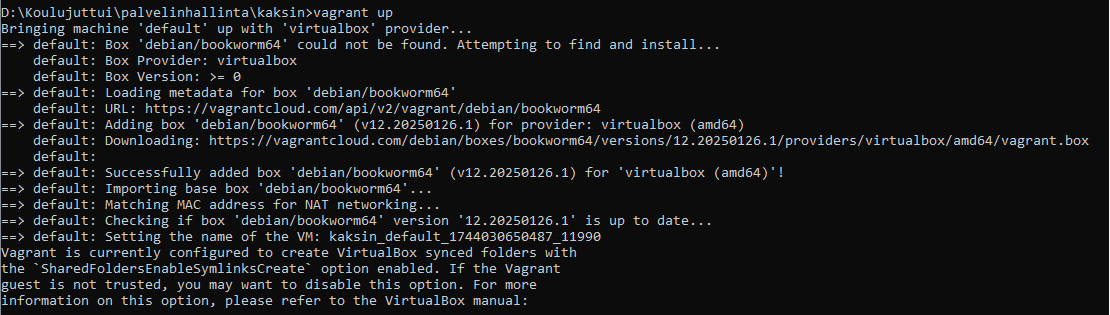 D:\Koulujuttui\palvelinhallinta\kaksin>vagrant up
Bringing machine 'default' up with 'virtualbox' provider...
==> default: Box 'debian/bookworm64' could not be found. Attempting to find and install...
    default: Box Provider: virtualbox
    default: Box Version: >= 0
==> default: Loading metadata for box 'debian/bookworm64'
    default: URL: https://vagrantcloud.com/api/v2/vagrant/debian/bookworm64
==> default: Adding box 'debian/bookworm64' (v12.20250126.1) for provider: virtualbox (amd64)
    default: Downloading: https://vagrantcloud.com/debian/boxes/bookworm64/versions/12.20250126.1/providers/virtualbox/amd64/vagrant.box
    default:
==> default: Successfully added box 'debian/bookworm64' (v12.20250126.1) for 'virtualbox (amd64)'!
==> default: Importing base box 'debian/bookworm64'...
==> default: Matching MAC address for NAT networking...
==> default: Checking if box 'debian/bookworm64' version '12.20250126.1' is up to date...
==> default: Setting the name of the VM: kaksin_default_1744030650487_11990
Vagrant is currently configured to create VirtualBox synced folders with
the `SharedFoldersEnableSymlinksCreate` option enabled. If the Vagrant
guest is not trusted, you may want to disable this option. For more
information on this option, please refer to the VirtualBox manual: